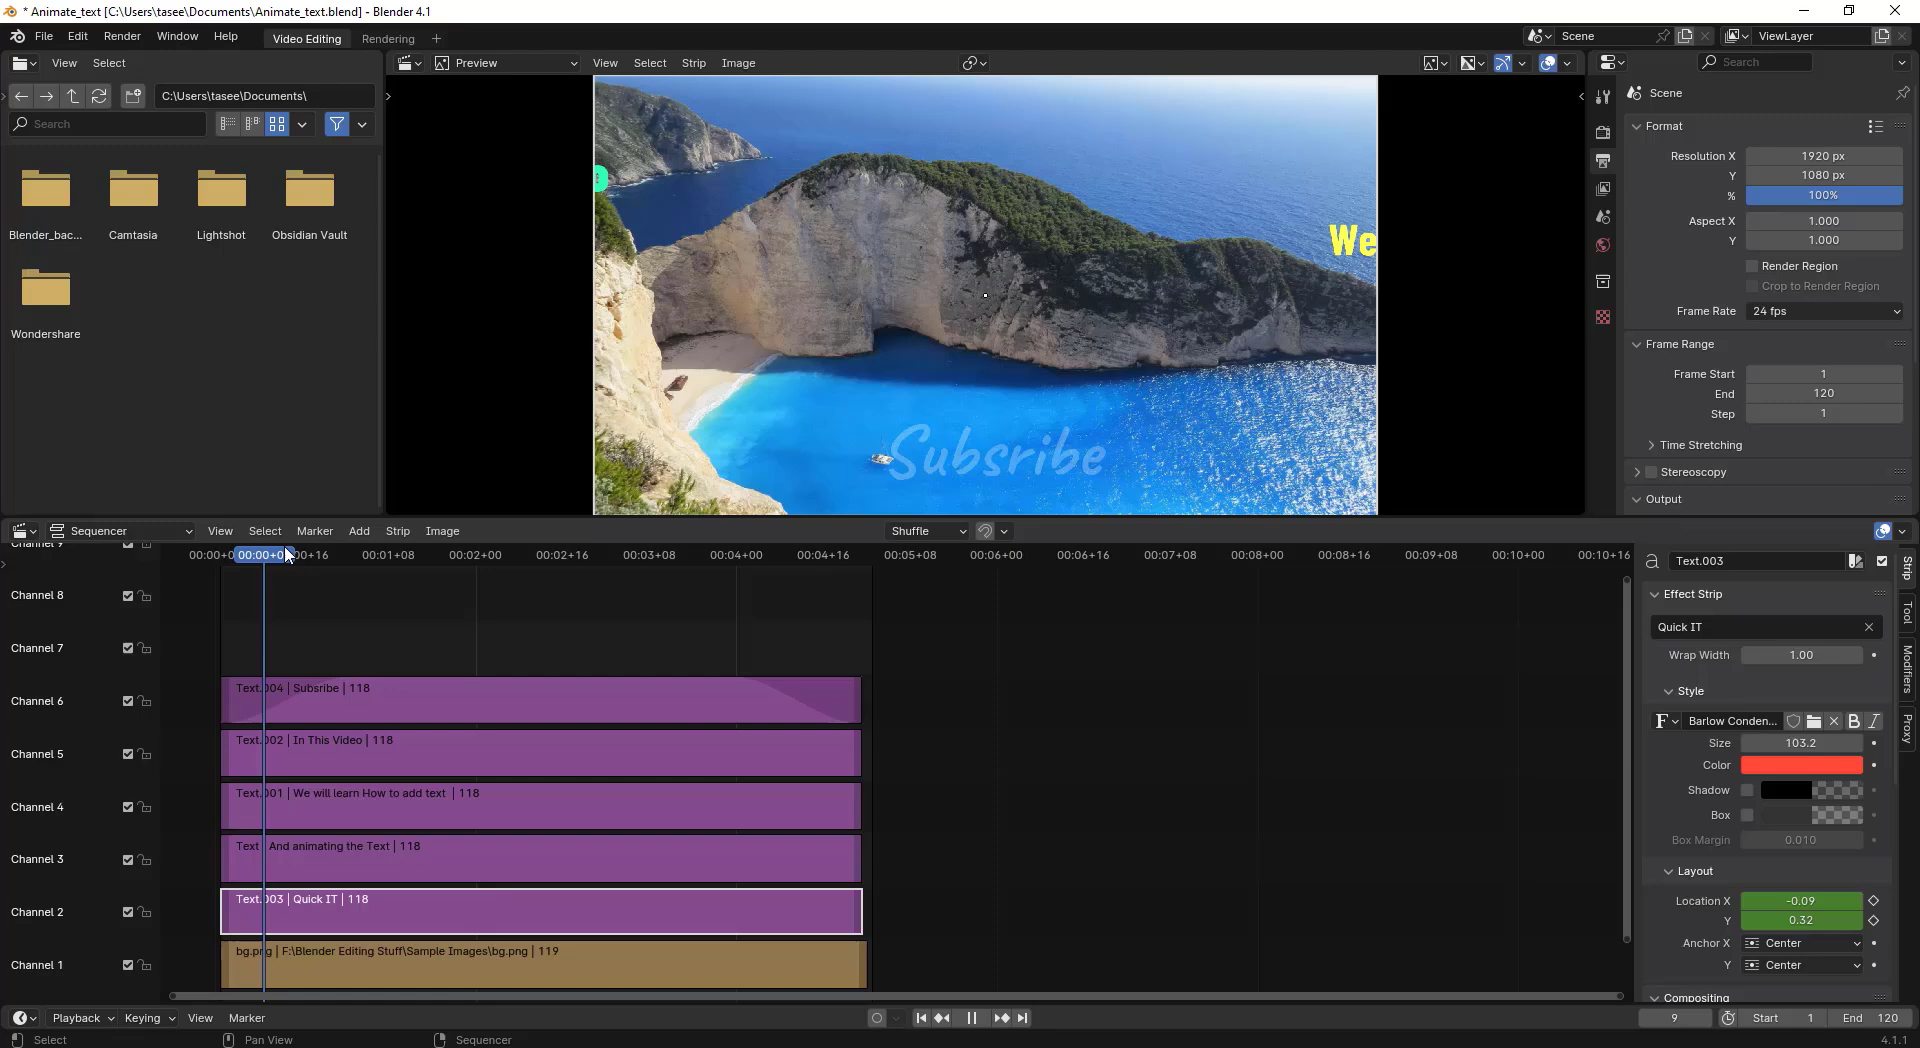 * Animate_text [C:\Users\tasee\Documents\Animate_text.blend] - Blender 4.1
File Edit Render Window Help Video Editing Rendering Scene ViewLayer
View Select Preview View Select Strip Image Search
C:\Users\tasee\Documents\ Scene
Search Format
Resolution X 1920 px
Y 1080 px
% 100%
Aspect X 1.000
Y 1.000
Blender_bac... Camtasia Lightshot Obsidian Vault
We
Render Region
Crop to Render Region
Frame Rate 24 fps
Wondershare
Frame Range
Frame Start 1
End 120
Step 1
Time Stretching
Subsribe
Stereoscopy
Output
Sequencer View Select Marker Add Strip Image Shuffle
00:01+08 00:02+00 00:02+16 00:03+08 00:04+00 00:04+16 00:05+08 00:06+00 00:06+16 00:07+08 00:08+00 00:08+16 00:09+08 00:10+00 00:10+16
Text.003
Strip
Tool
Modifiers
Proxy
Channel 9
Channel 8
Channel 7
Channel 6
Text.004 | Subsribe | 118
Channel 5
Text.002 | In This Video | 118
Channel 4
Text.001 | We will learn How to add text | 118
Channel 3
Text | And animating the Text | 118
Channel 2
Text.003 | Quick IT | 118
Channel 1
bg.png | F:\Blender Editing Stuff\Sample Images\bg.png | 119
Effect Strip
Quick IT
Wrap Width 1.00
Style
Barlow Conden... B I
Size 103.2
Color
Shadow
Box
Box Margin 0.010
Layout
Location X -0.09
Y 0.32
Anchor X Center
Y Center
Compositing
Playback Keying View Marker 9 Start 1 End 120
Select Pan View Sequencer 4.1.1